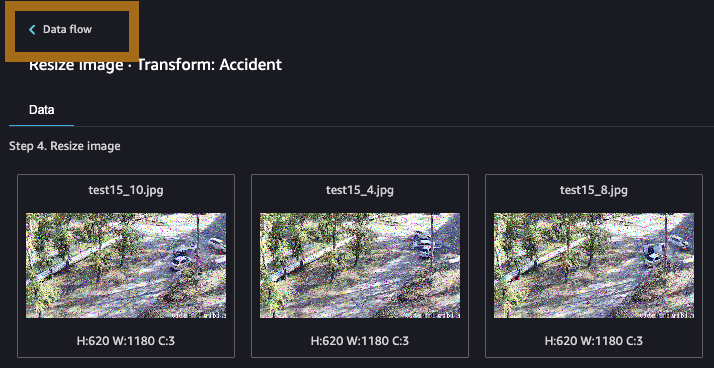 Data flow
Resize image · Transform: Accident
Data
Step 4. Resize image
test15_10.jpg
test15_4.jpg
test15_8.jpg
H:620 W:1180 C:3
H:620 W:1180 C:3
H:620 W:1180 C:3